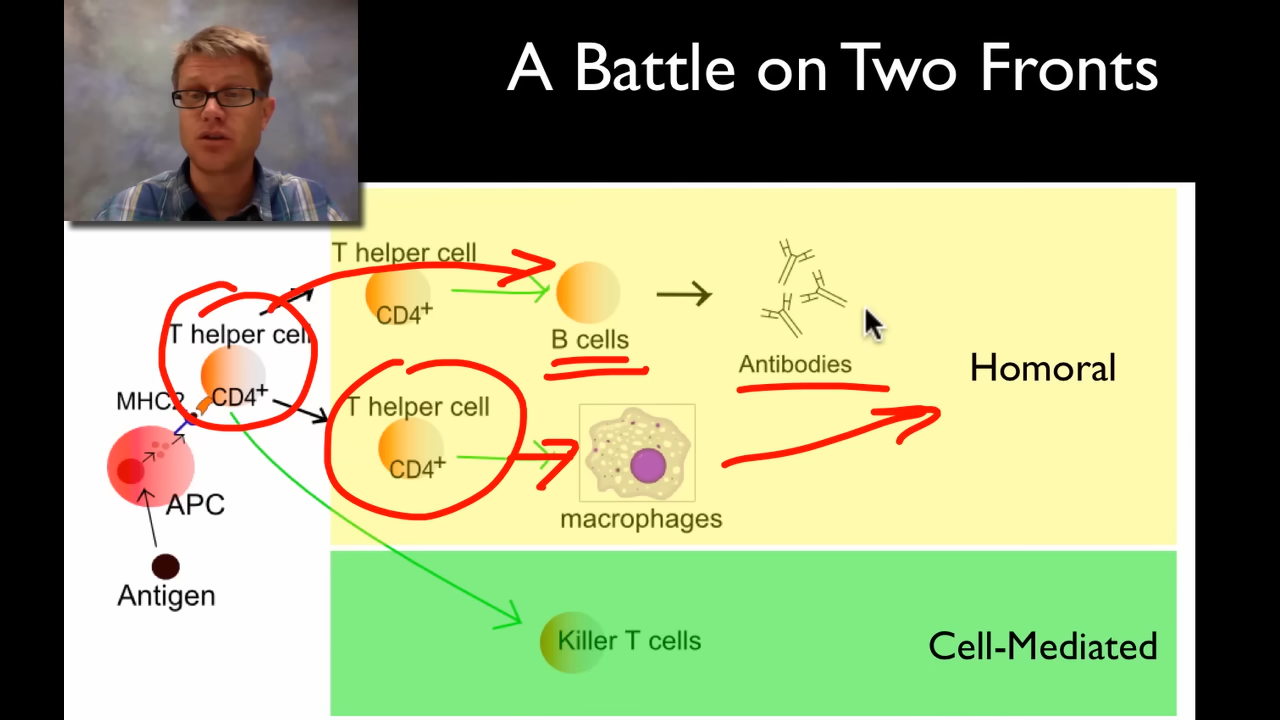 A Battle on Two Fronts
T helper cell
CD4+
B cells
Antibodies
Homoral
T helper cell
CD4+
MHC2
APC
Antigen
T helper cell
CD4+
macrophages
Killer T cells
Cell-Mediated